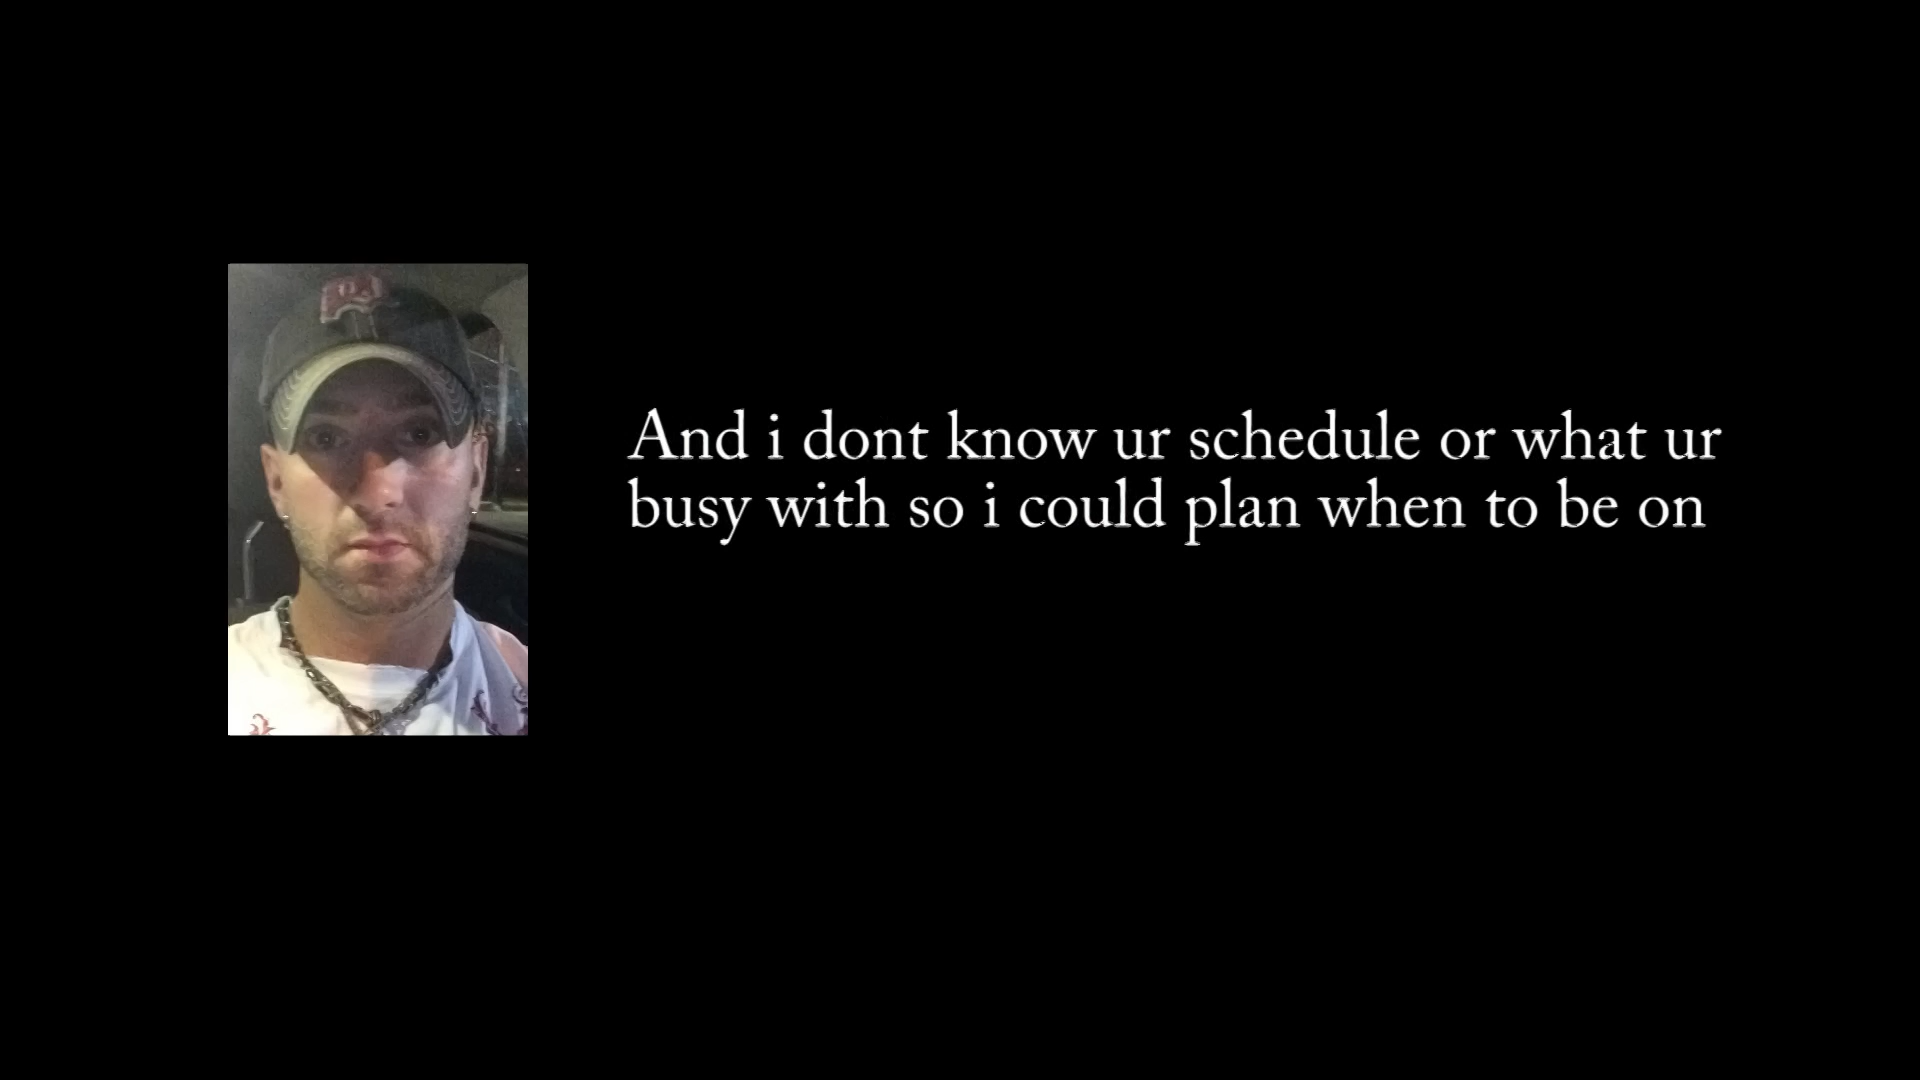 And i dont know ur schedule or what ur
busy with so i could plan when to be on